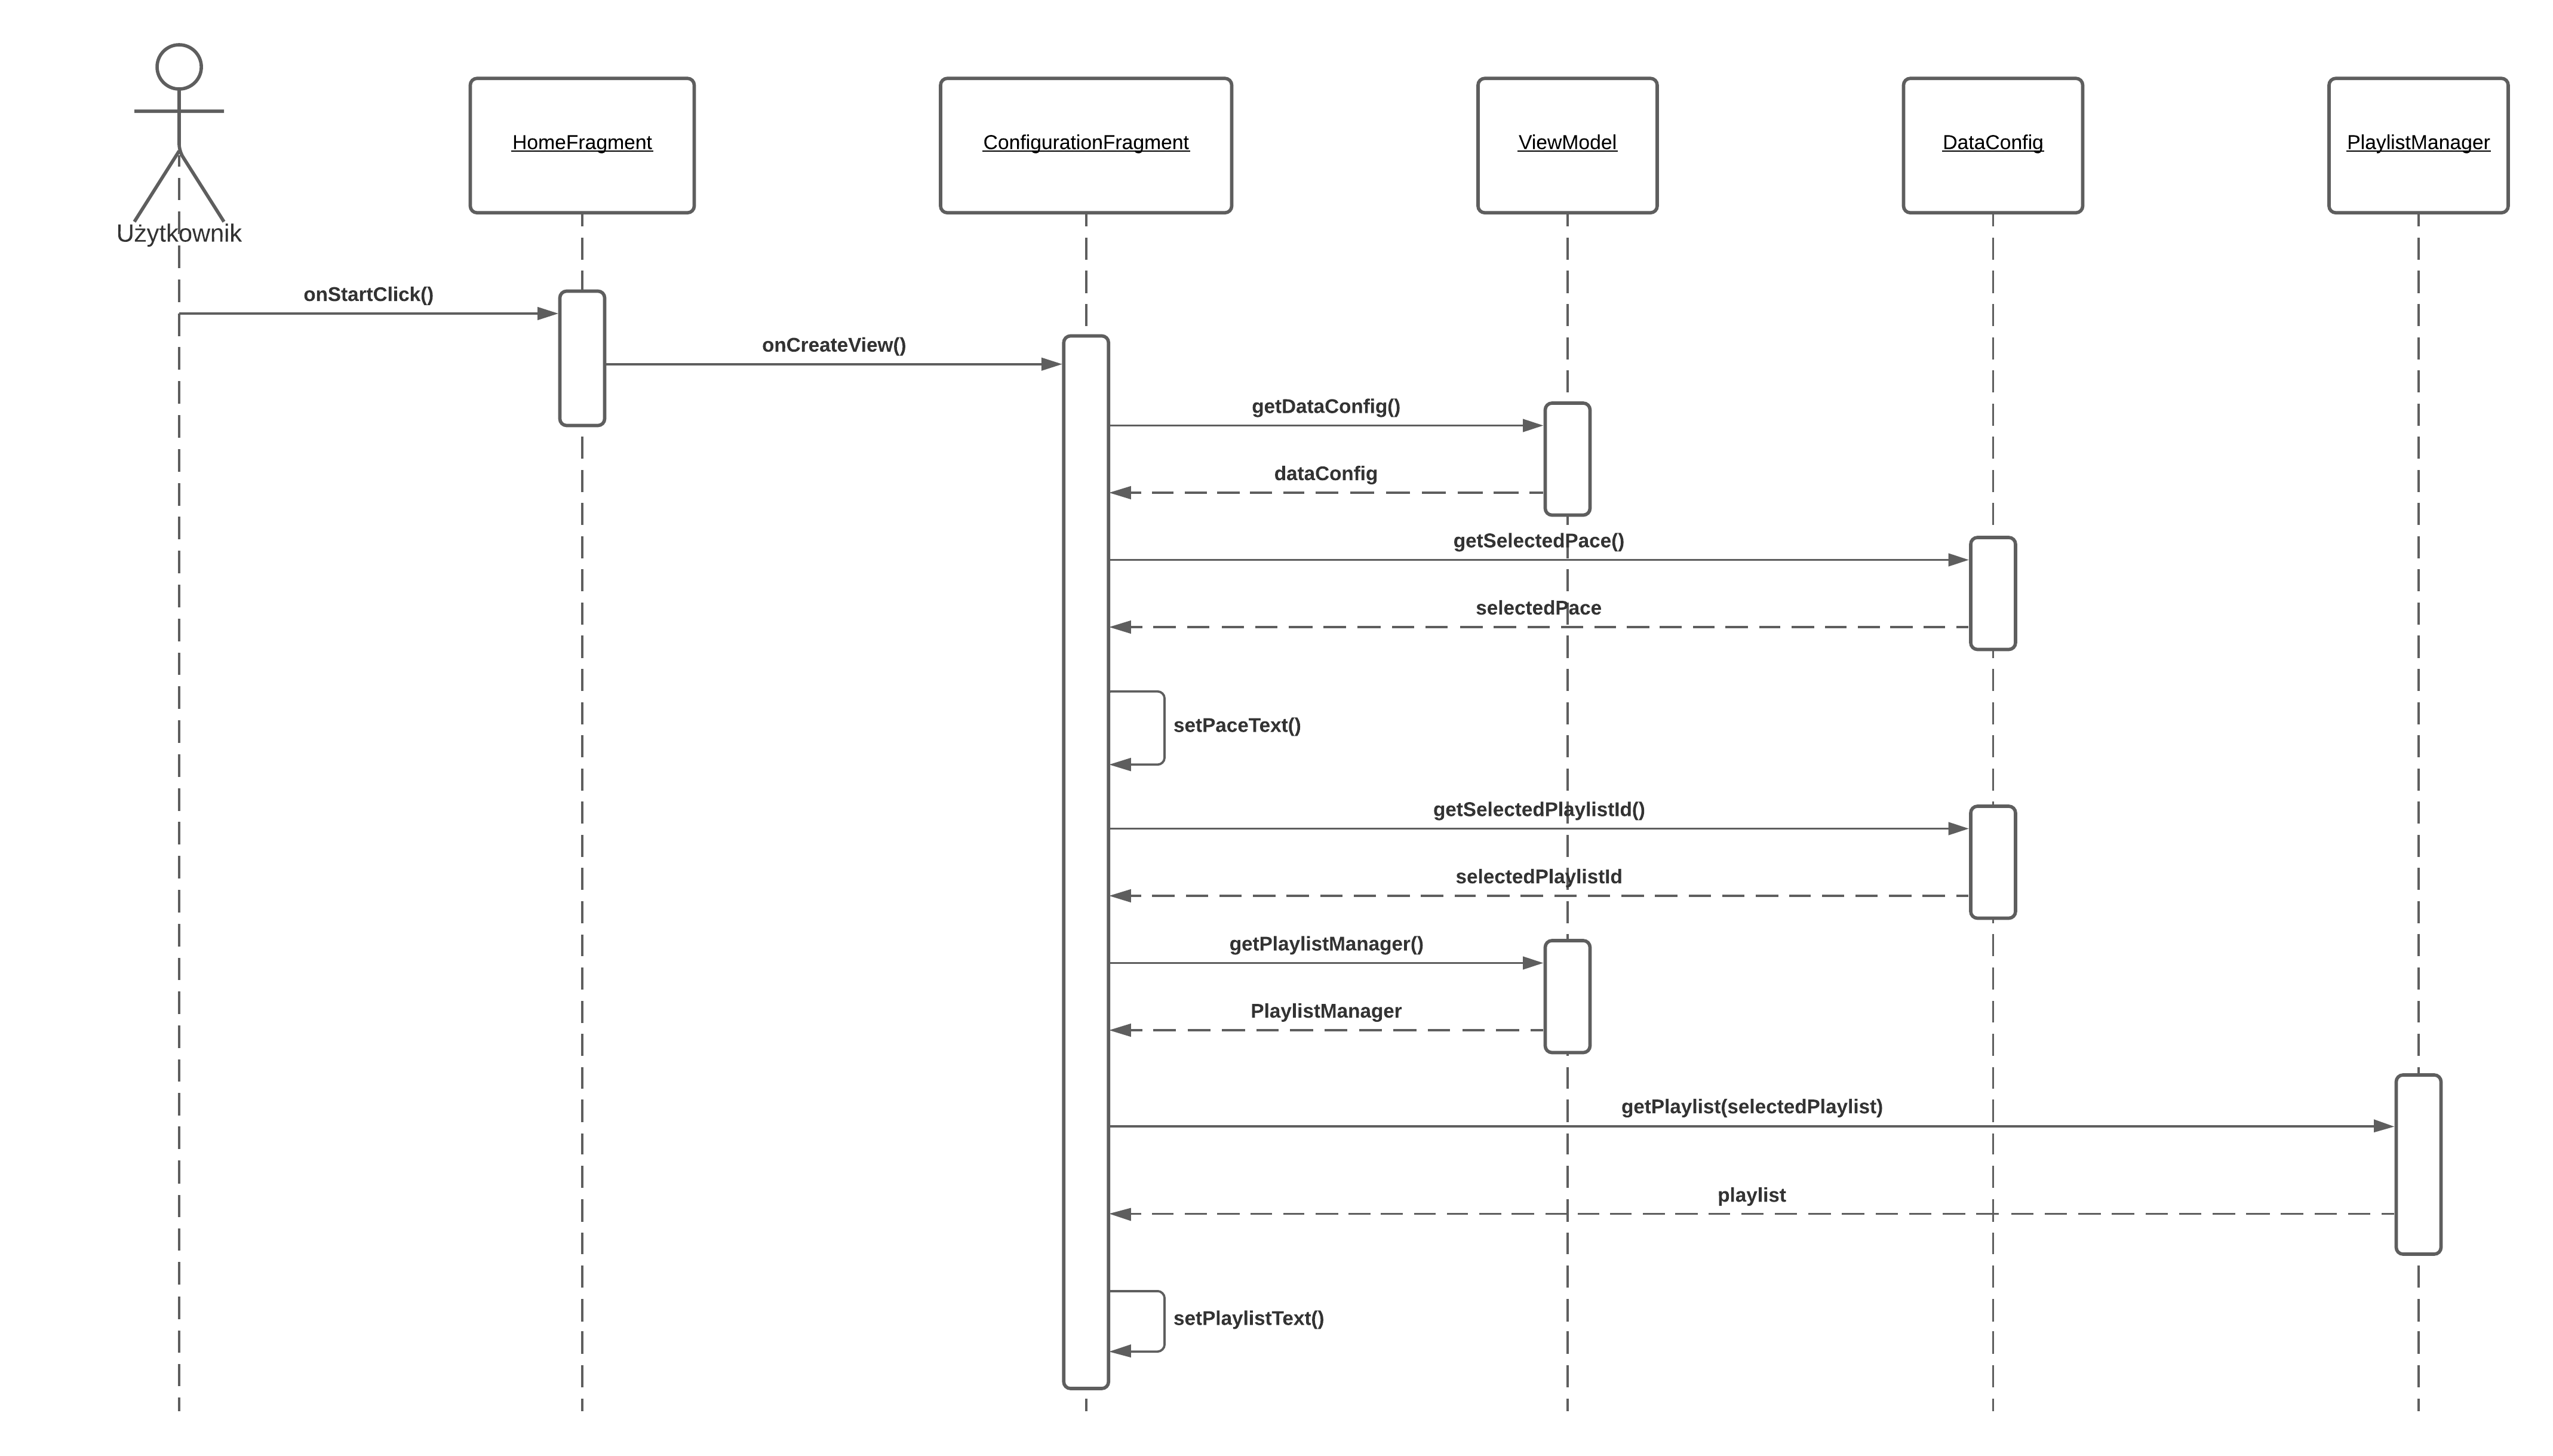 HomeFragment
ConfigurationFragment
ViewModel
DataConfig
PlaylistManager
Użytkownik
onStartClick()
onCreateView()
getDataConfig()
dataConfig
getSelectedPace()
selectedPace
setPaceText()
getSelectedPlaylistId()
selectedPlaylistId
getPlaylistManager()
PlaylistManager
getPlaylist(selectedPlaylist)
playlist
setPlaylistText()